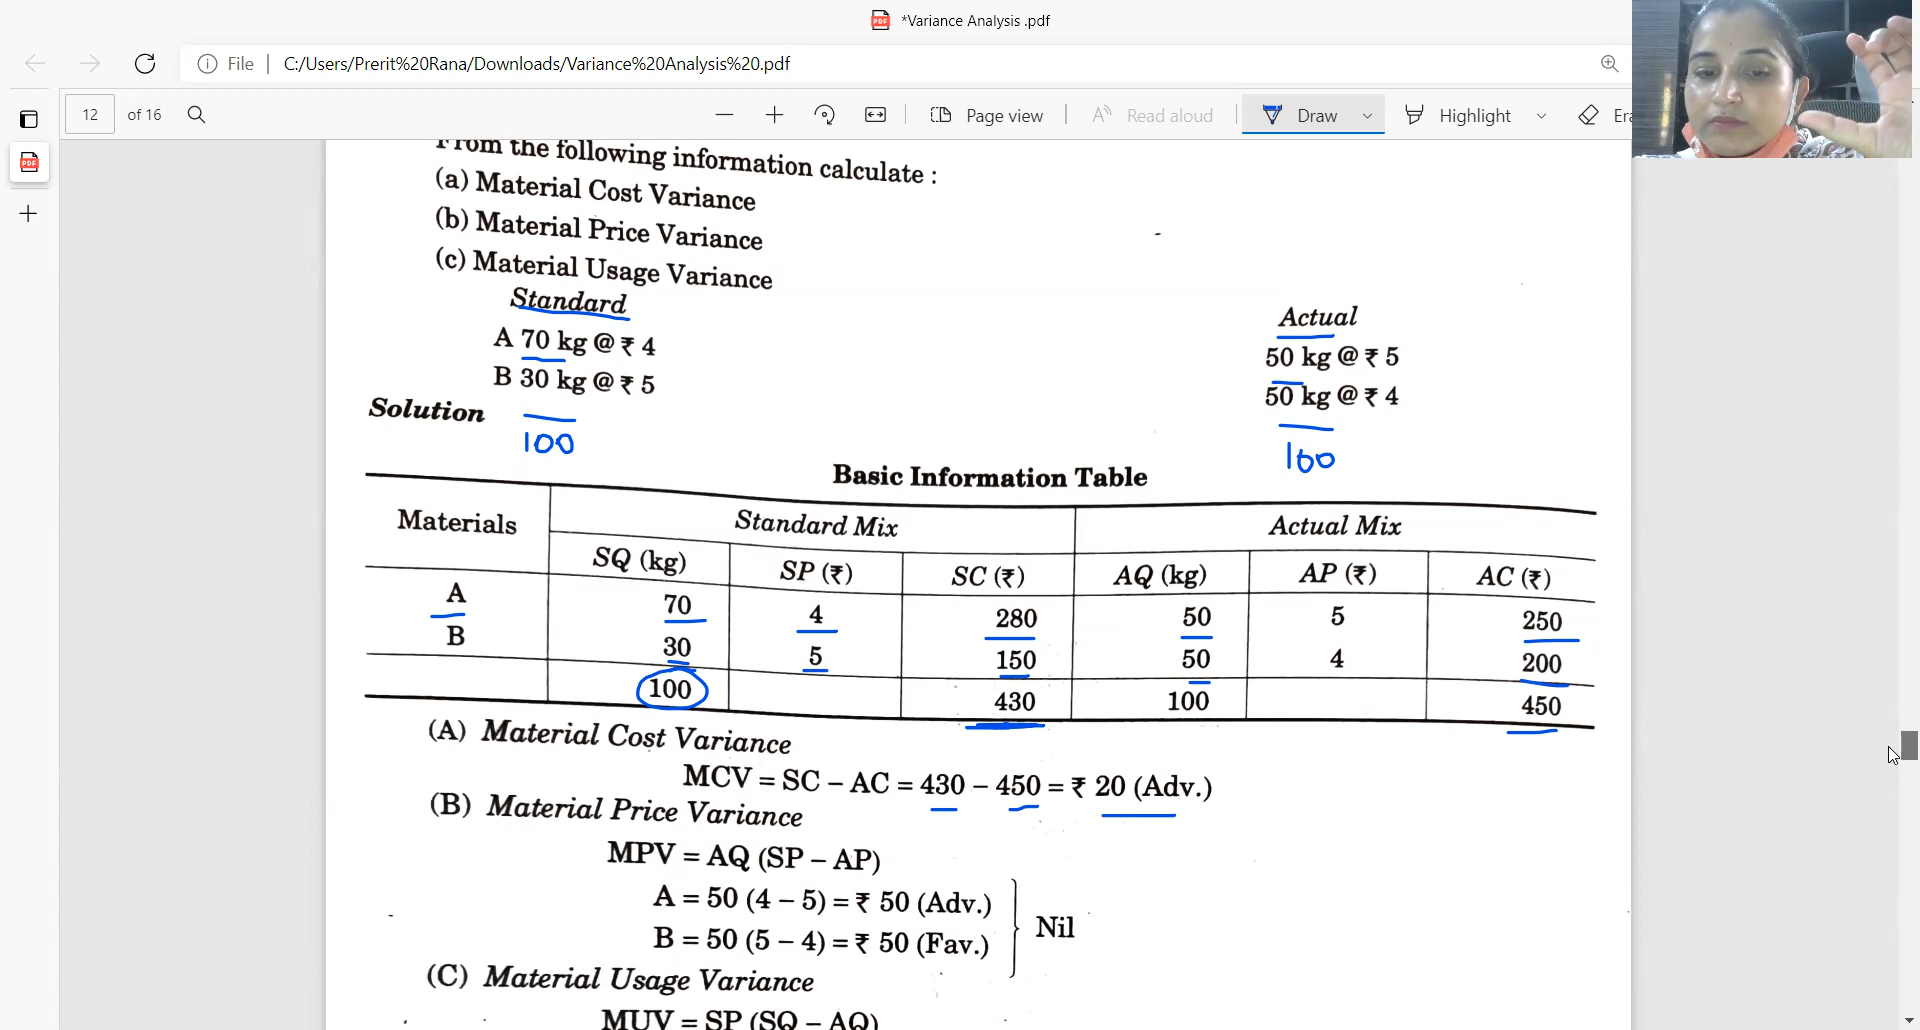 *Variance Analysis .pdf
File C:/Users/Prerit%20Rana/Downloads/Variance%20Analysis%20.pdf
12 of 16 Page view Read aloud Draw Highlight
From the following information calculate :
(a) Material Cost Variance
(b) Material Price Variance
(c) Material Usage Variance
Standard Actual
A 70 kg @ ₹ 4 50 kg @ ₹ 5
B 30 kg @ ₹ 5 50 kg @ ₹ 4
Solution
100 100
Basic Information Table
Materials Standard Mix Actual Mix
SQ (kg) SP (₹) SC (₹) AQ (kg) AP (₹) AC (₹)
A 70 4 280 50 5 250
B 30 5 150 50 4 200
100 430 100 450
(A) Material Cost Variance
MCV = SC – AC = 430 – 450 = ₹ 20 (Adv.)
(B) Material Price Variance
MPV = AQ (SP – AP)
A = 50 (4 – 5) = ₹ 50 (Adv.)
B = 50 (5 – 4) = ₹ 50 (Fav.)
Nil
(C) Material Usage Variance
MUV = SP (SQ – AQ)